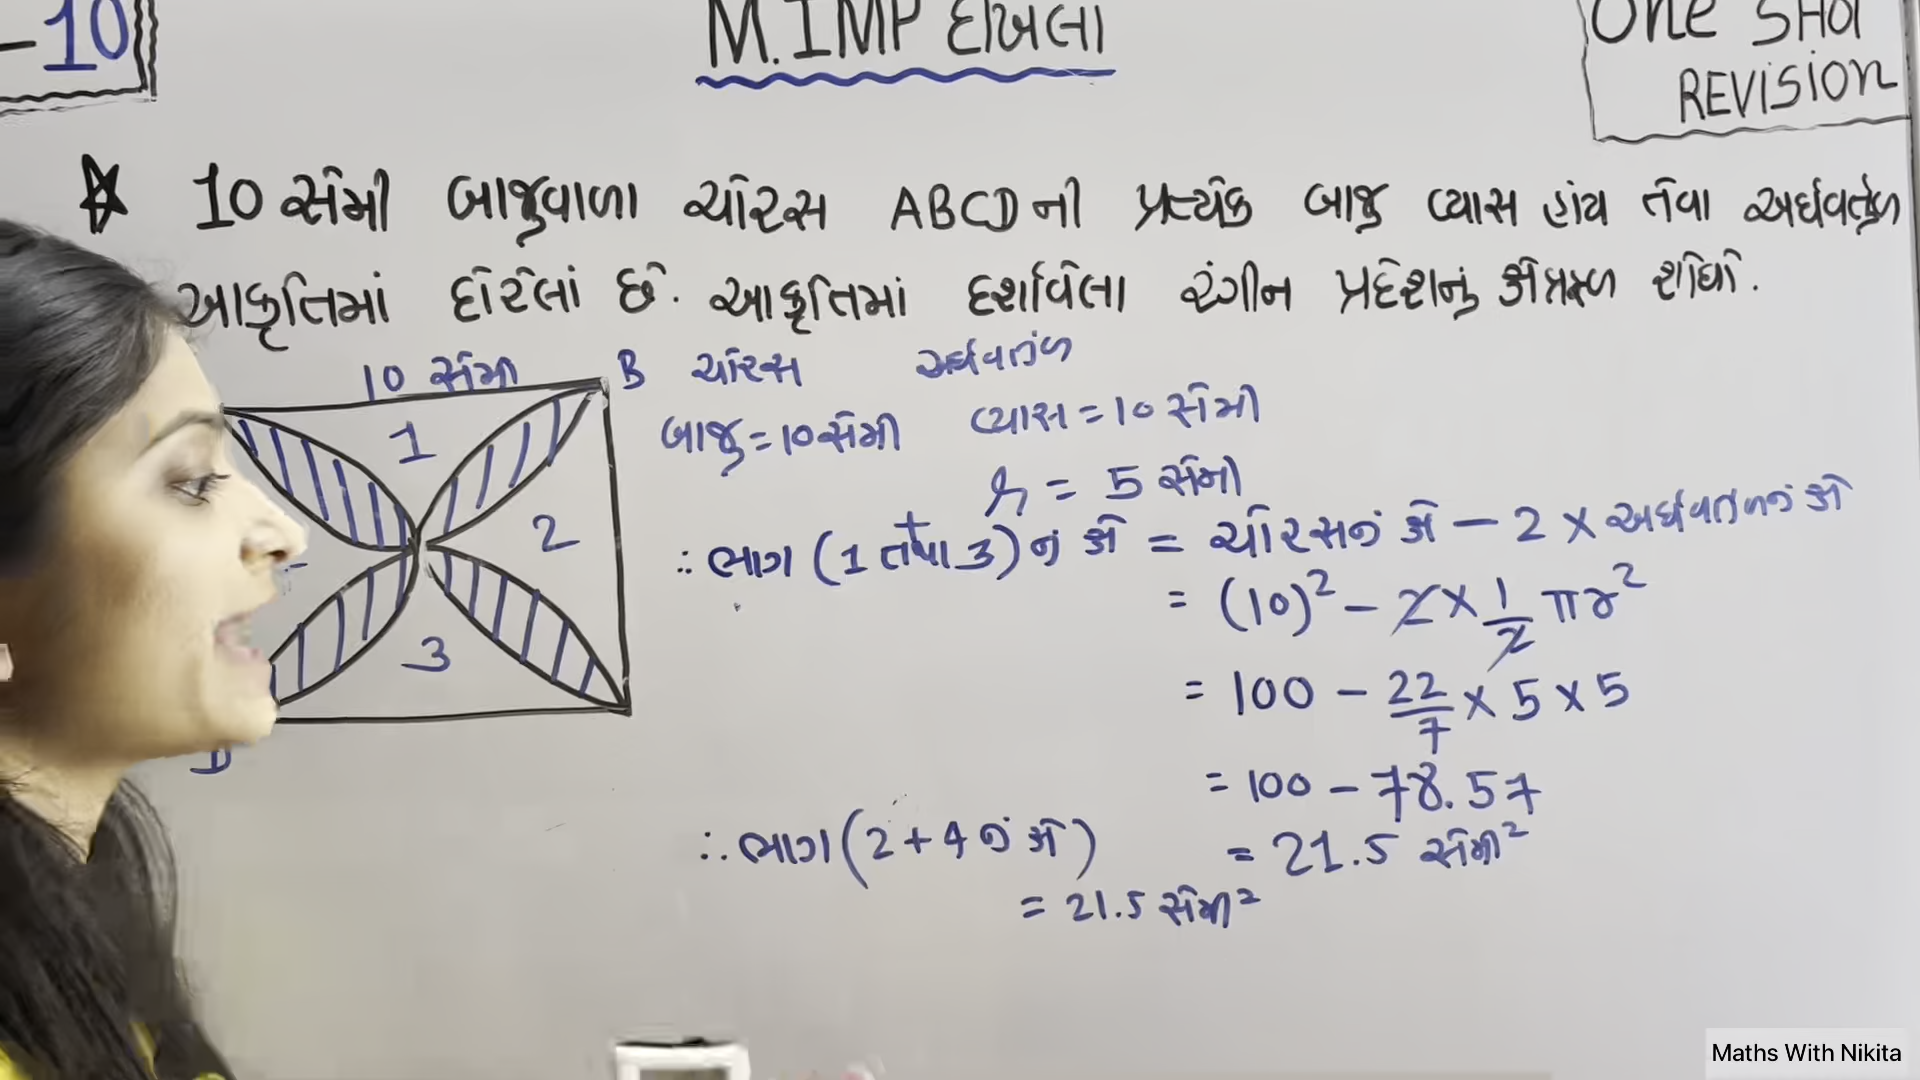 -10
M. IMP દાખલા
One SHOT
REVISION
☆ 10 સેમી બાજુવાળા ચોરસ ABCD ની પ્રત્યેક બાજુ વ્યાસ હોય તેવા અર્ધવર્તુળ
આકૃતિમાં દોરેલાં છે. આકૃતિમાં દર્શાવેલા રંગીન પ્રદેશનું ક્ષેત્રફળ શોધો.
10 સેમી B ચોરસ અર્ધવર્તુળ
1 બાજુ = 10 સેમી વ્યાસ = 10 સેમી
r = 5 સેમી
2 ∴ ભાગ (1 તથા 3) નું ક્ષે = ચોરસનું ક્ષે - 2 × અર્ધવર્તુળનું ક્ષે
= (10)² - 2 × 1/2 πr²
3
= 100 - 22/7 × 5 × 5
D
= 100 - 78.57
∴ ભાગ (2 + 4 નું ક્ષે) = 21.5 સેમી²
= 21.5 સેમી²
Maths With Nikita